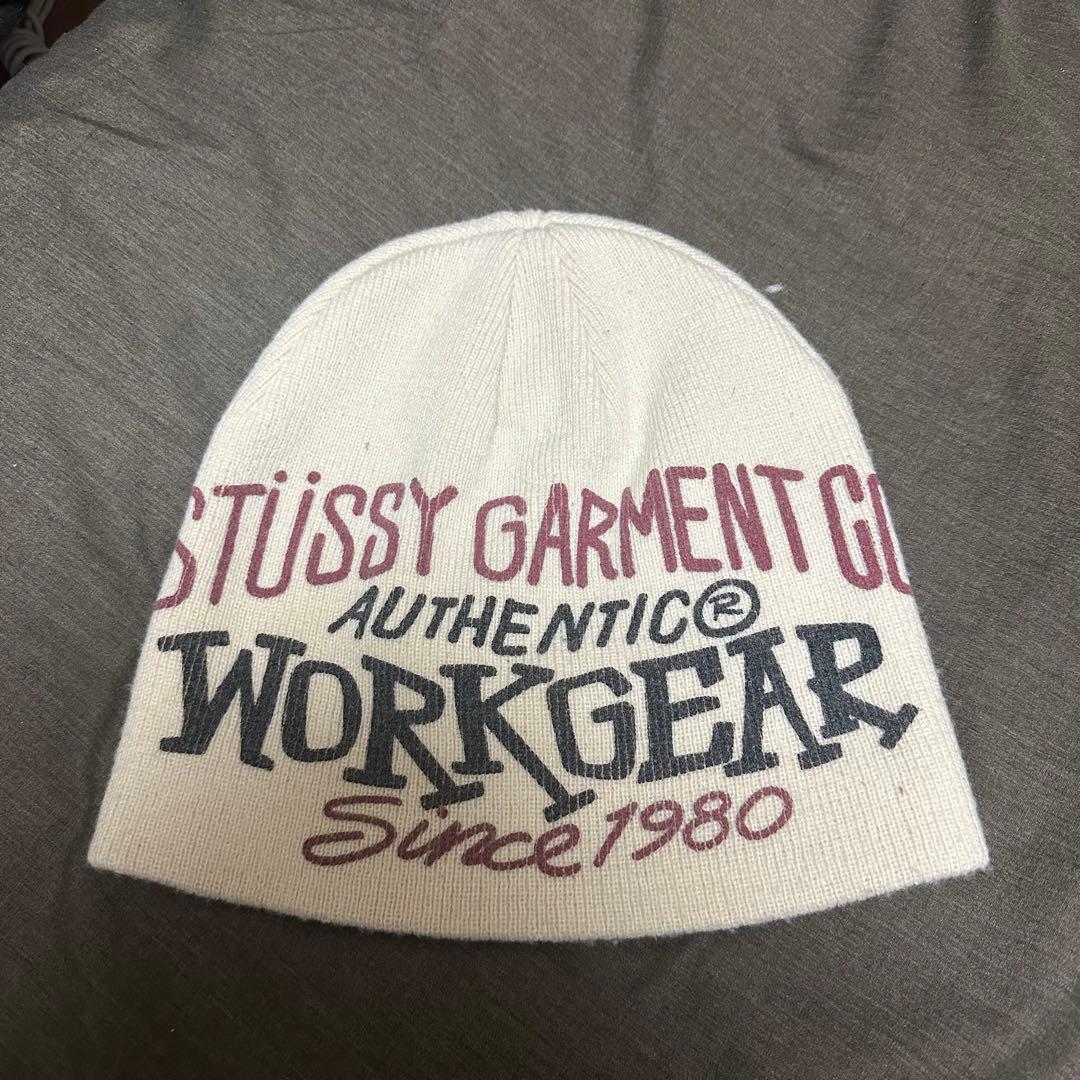 STÜSSY GARMENT CO
AUTHENTIC®
WORKGEAR
Since 1980